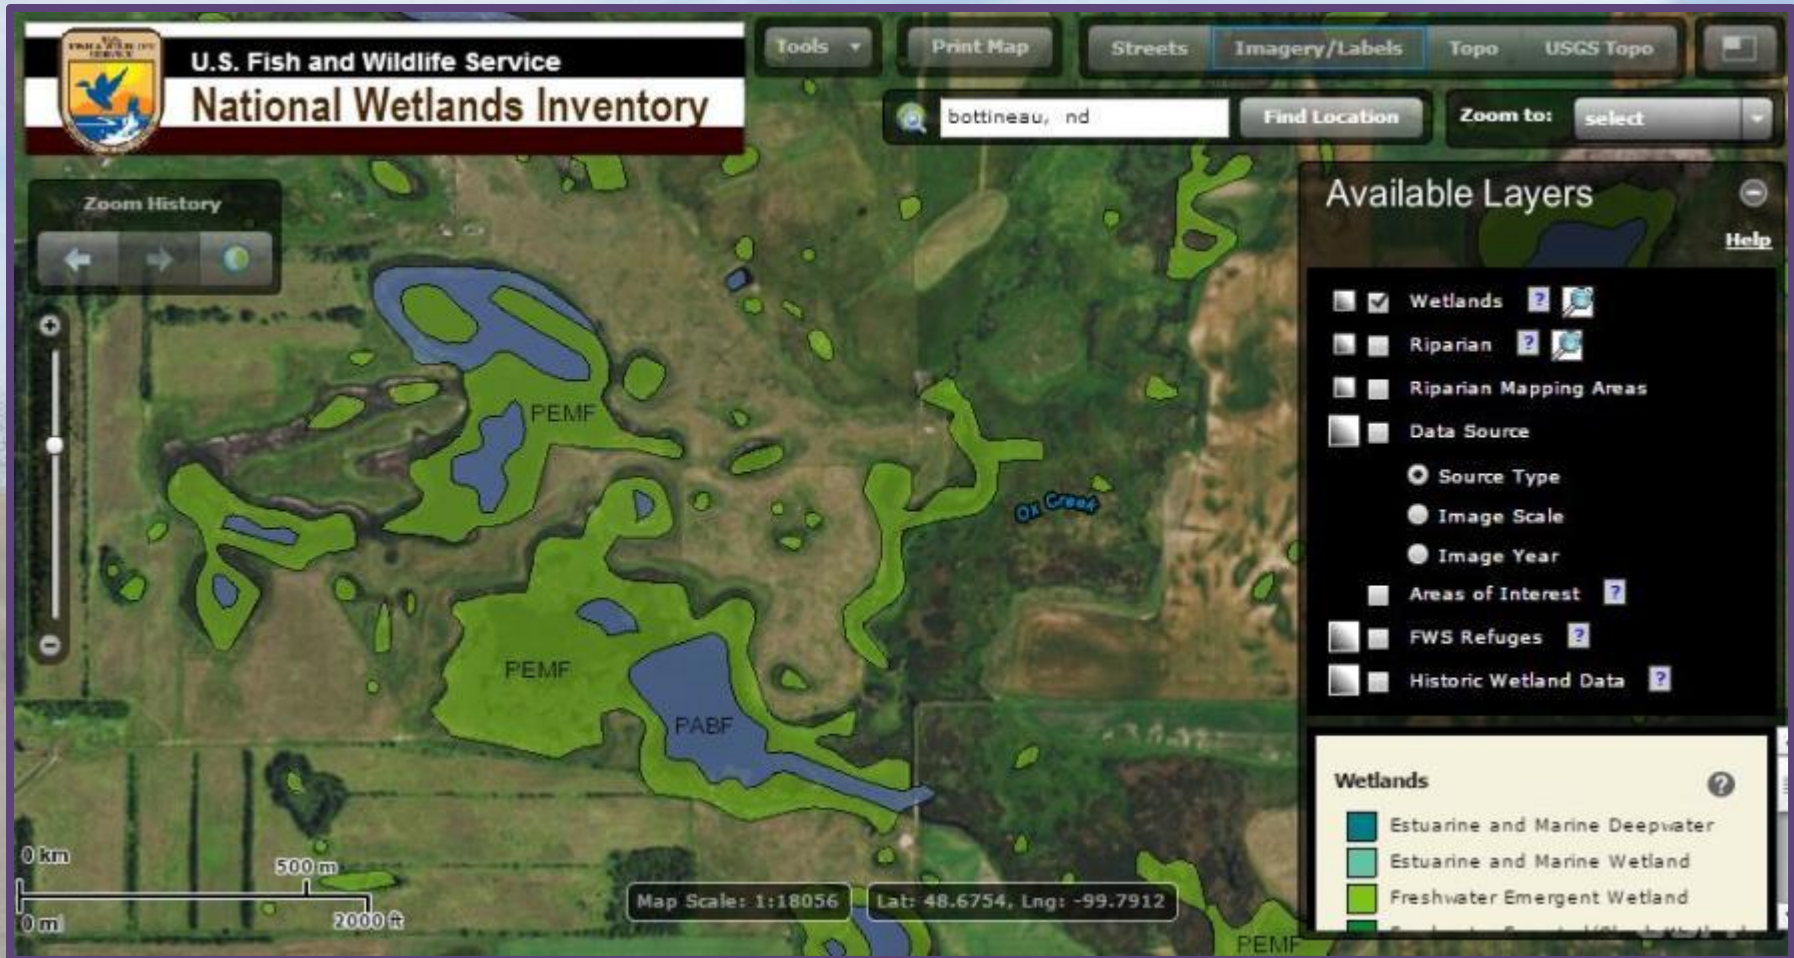 FISH & WILDLIFE
SERVICE
U.S. Fish and Wildlife Service
National Wetlands Inventory
Tools
Print Map
Streets
Imagery/Labels
Topo
USGS Topo
bottineau, nd
Find Location
Zoom to:
select
Zoom History
Available Layers
Help
Wetlands ?
Riparian ?
Riparian Mapping Areas
Data Source
Source Type
Image Scale
Image Year
Areas of Interest ?
FWS Refuges ?
Historic Wetland Data ?
PEMF
Ox Creek
PEMF
PABF
Wetlands ?
Estuarine and Marine Deepwater
Estuarine and Marine Wetland
Freshwater Emergent Wetland
0 km
500 m
0 mi
2000 ft
Map Scale: 1:18056
Lat: 48.6754, Lng: -99.7912
PEMF